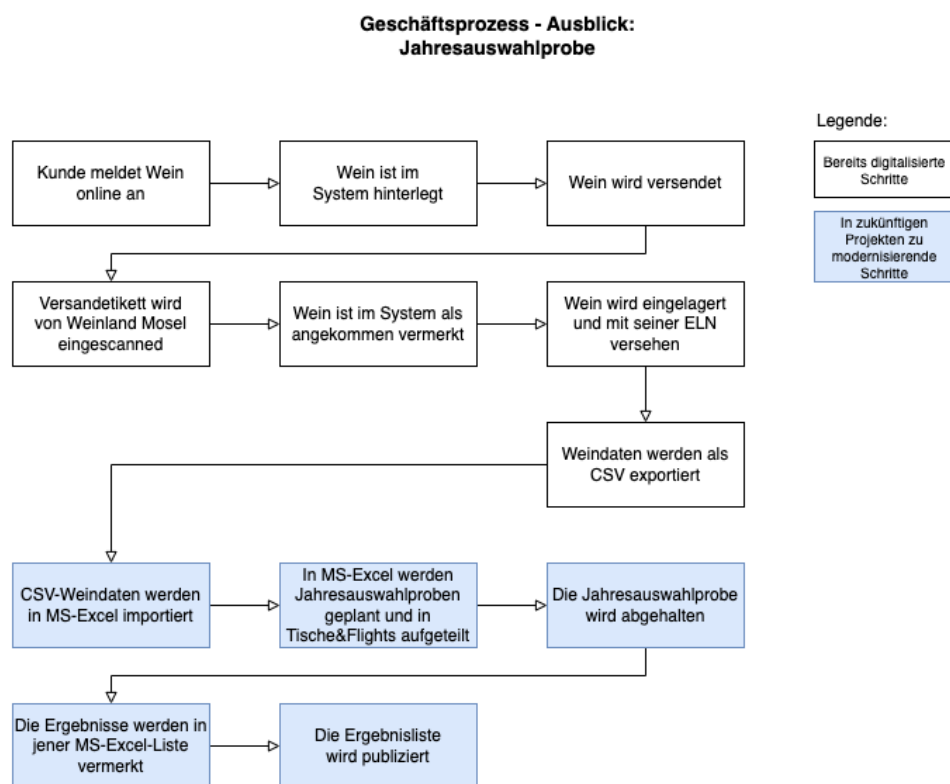 Geschäftsprozess - Ausblick:
Jahresauswahlprobe
Legende:
Bereits digitalisierte
Schritte
In zukünftigen
Projekten zu
modernisierende
Schritte
Kunde meldet Wein
online an
Wein ist im
System hinterlegt
Wein wird versendet
Versandetikett wird
von Weinland Mosel
eingescanned
Wein ist im System als
angekommen vermerkt
Wein wird eingelagert
und mit seiner ELN
versehen
Weindaten werden als
CSV exportiert
CSV-Weindaten werden
in MS-Excel importiert
In MS-Excel werden
Jahresauswahlproben
geplant und in
Tische&Flights aufgeteilt
Die Jahresauswahlprobe
wird abgehalten
Die Ergebnisse werden in
jener MS-Excel-Liste
vermerkt
Die Ergebnisliste
wird publiziert